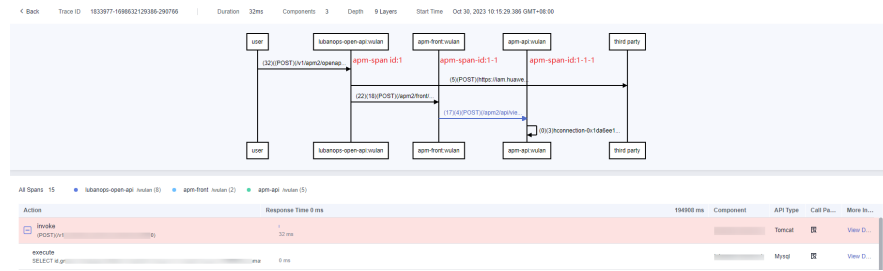 < Back Trace ID 1833977-1698632129386-290766 Duration 32ms Components 3 Depth 9 Layers Start Time Oct 30, 2023 10:15:29.386 GMT+08:00
user lubanops-open-api:wulan apm-front:wulan apm-api:wulan third party
apm-span id:1 apm-span-id:1-1 apm-span-id:1-1-1
(32)(POST)(/v1/apm2/openap...
(5)(POST)(https://iam.huawe...
(22)(18)(POST)(/apm2/front/...
(17)(4)(POST)(/apm2/api/vie...
(0)(3)hconnection-0x1da6ee1...
user lubanops-open-api:wulan apm-front:wulan apm-api:wulan third party
All Spans 15 lubanops-open-api /wulan (8) apm-front /wulan (2) apm-api /wulan (5)
Action Response Time 0 ms 194908 ms Component API Type Call Pa... More In...
invoke
(POST)(/v1 32 ms Tomcat View D...
execute
SELECT id,gr 0 ms Mysql View D...